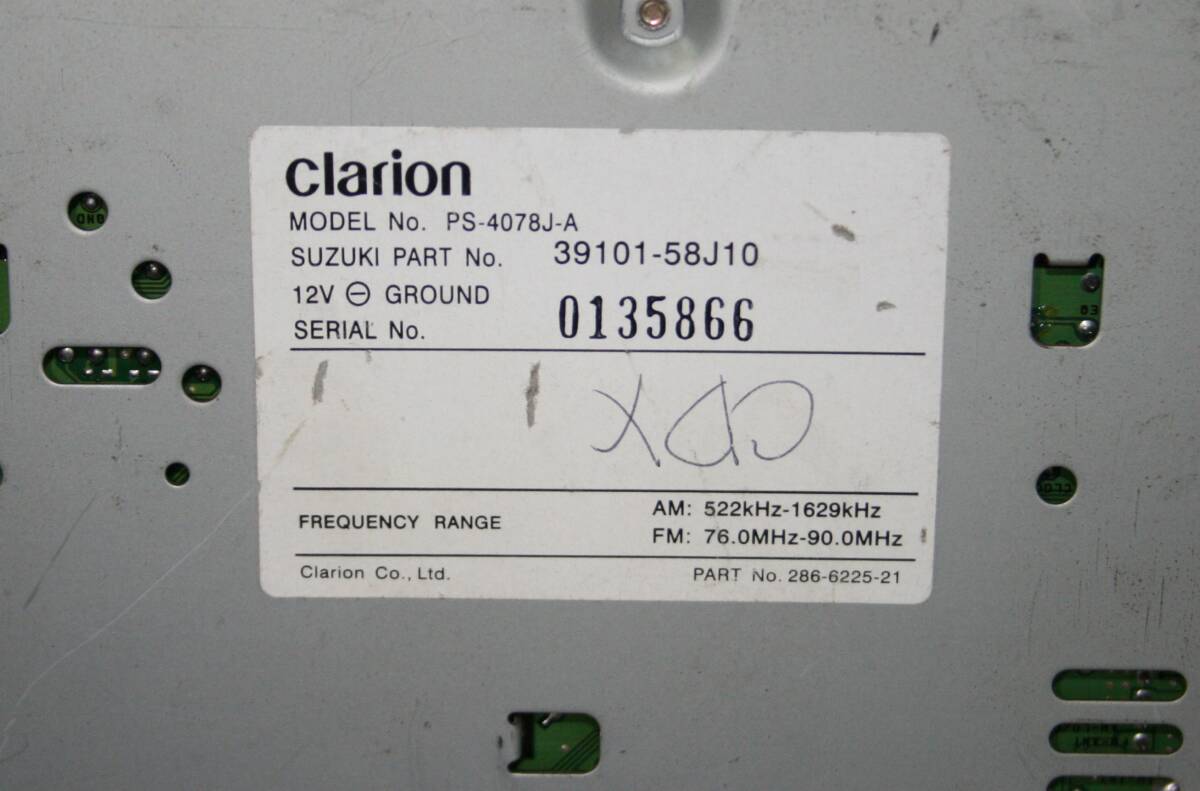 clarion
MODEL No. PS-4078J-A
SUZUKI PART No. 39101-58J10
12V ⊖ GROUND
SERIAL No. 0135866
FREQUENCY RANGE
AM: 522kHz-1629kHz
FM: 76.0MHz-90.0MHz
Clarion Co., Ltd. PART No. 286-6225-21